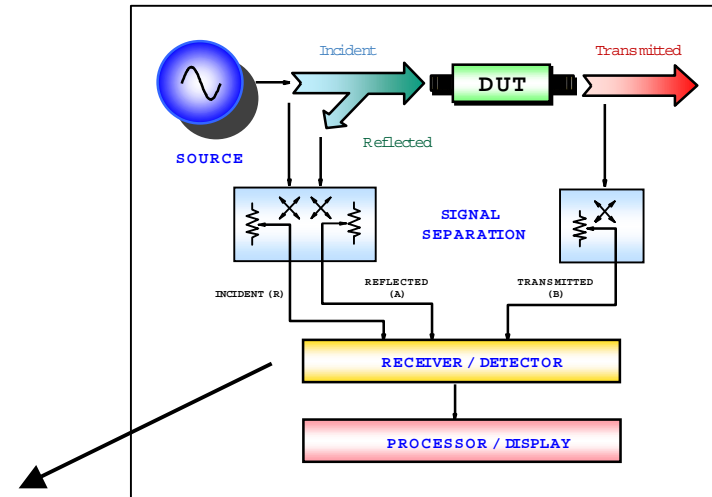 Incident
Transmitted
DUT
Reflected
SOURCE
SIGNAL
SEPARATION
INCIDENT (R)
REFLECTED
(A)
TRANSMITTED
(B)
RECEIVER / DETECTOR
PROCESSOR / DISPLAY